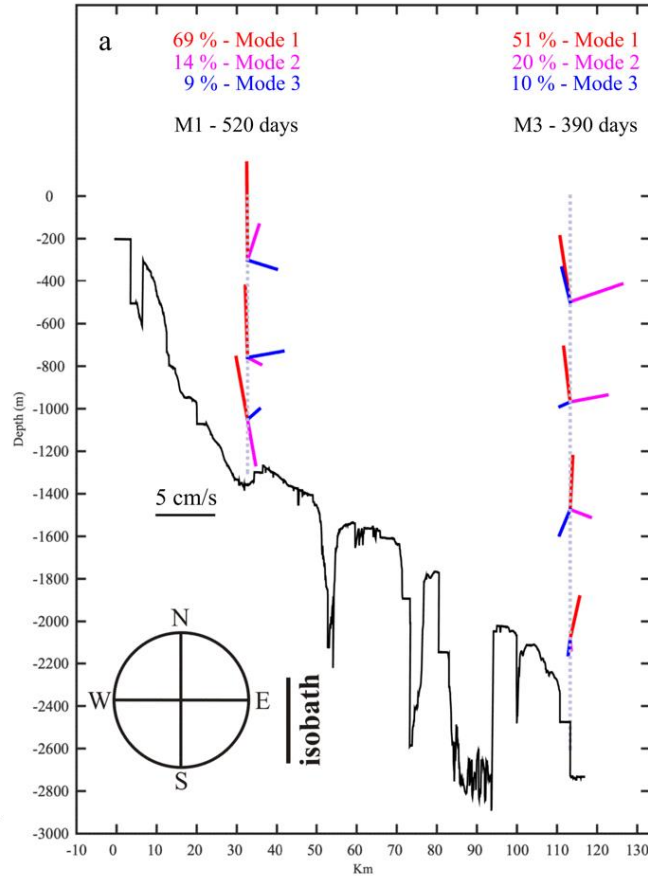 a
69 % - Mode 1
14 % - Mode 2
9 % - Mode 3
M1 - 520 days
51 % - Mode 1
20 % - Mode 2
10 % - Mode 3
M3 - 390 days
0
-200
-400
-600
-800
-1000
-1200
-1400
-1600
-1800
-2000
-2200
-2400
-2600
-2800
-3000
Depth (m)
5 cm/s
N
W
E
S
isobath
-10 0 10 20 30 40 50 60 70 80 90 100 110 120 130
Km